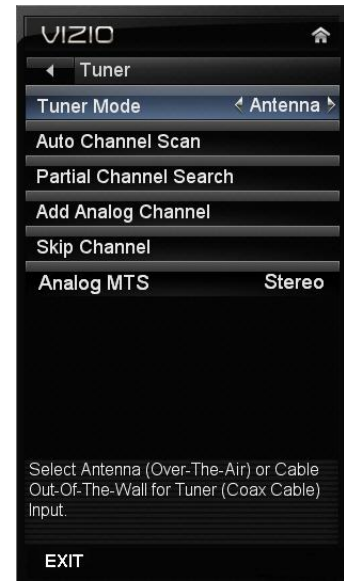 VIZIO
Tuner
Tuner Mode Antenna
Auto Channel Scan
Partial Channel Search
Add Analog Channel
Skip Channel
Analog MTS Stereo
Select Antenna (Over-The-Air) or Cable
Out-Of-The-Wall for Tuner (Coax Cable)
Input.
EXIT